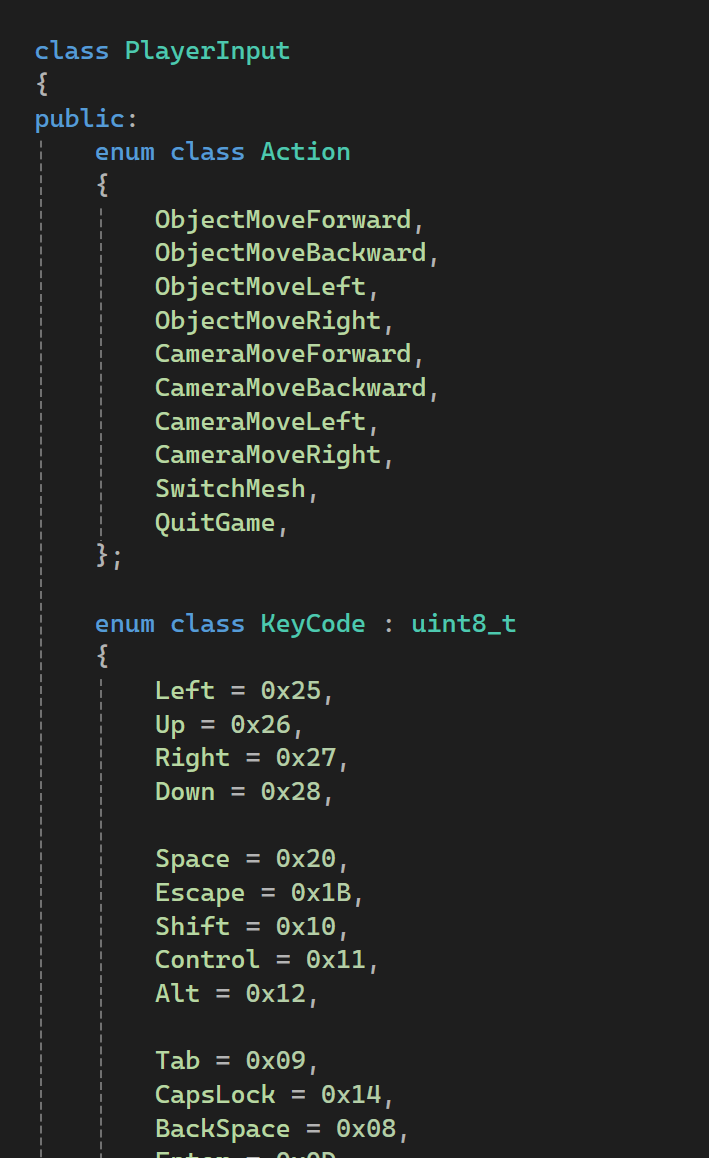 class PlayerInput
{
public:
    enum class Action
    {
        ObjectMoveForward,
        ObjectMoveBackward,
        ObjectMoveLeft,
        ObjectMoveRight,
        CameraMoveForward,
        CameraMoveBackward,
        CameraMoveLeft,
        CameraMoveRight,
        SwitchMesh,
        QuitGame,
    };

    enum class KeyCode : uint8_t
    {
        Left = 0x25,
        Up = 0x26,
        Right = 0x27,
        Down = 0x28,

        Space = 0x20,
        Escape = 0x1B,
        Shift = 0x10,
        Control = 0x11,
        Alt = 0x12,

        Tab = 0x09,
        CapsLock = 0x14,
        BackSpace = 0x08,